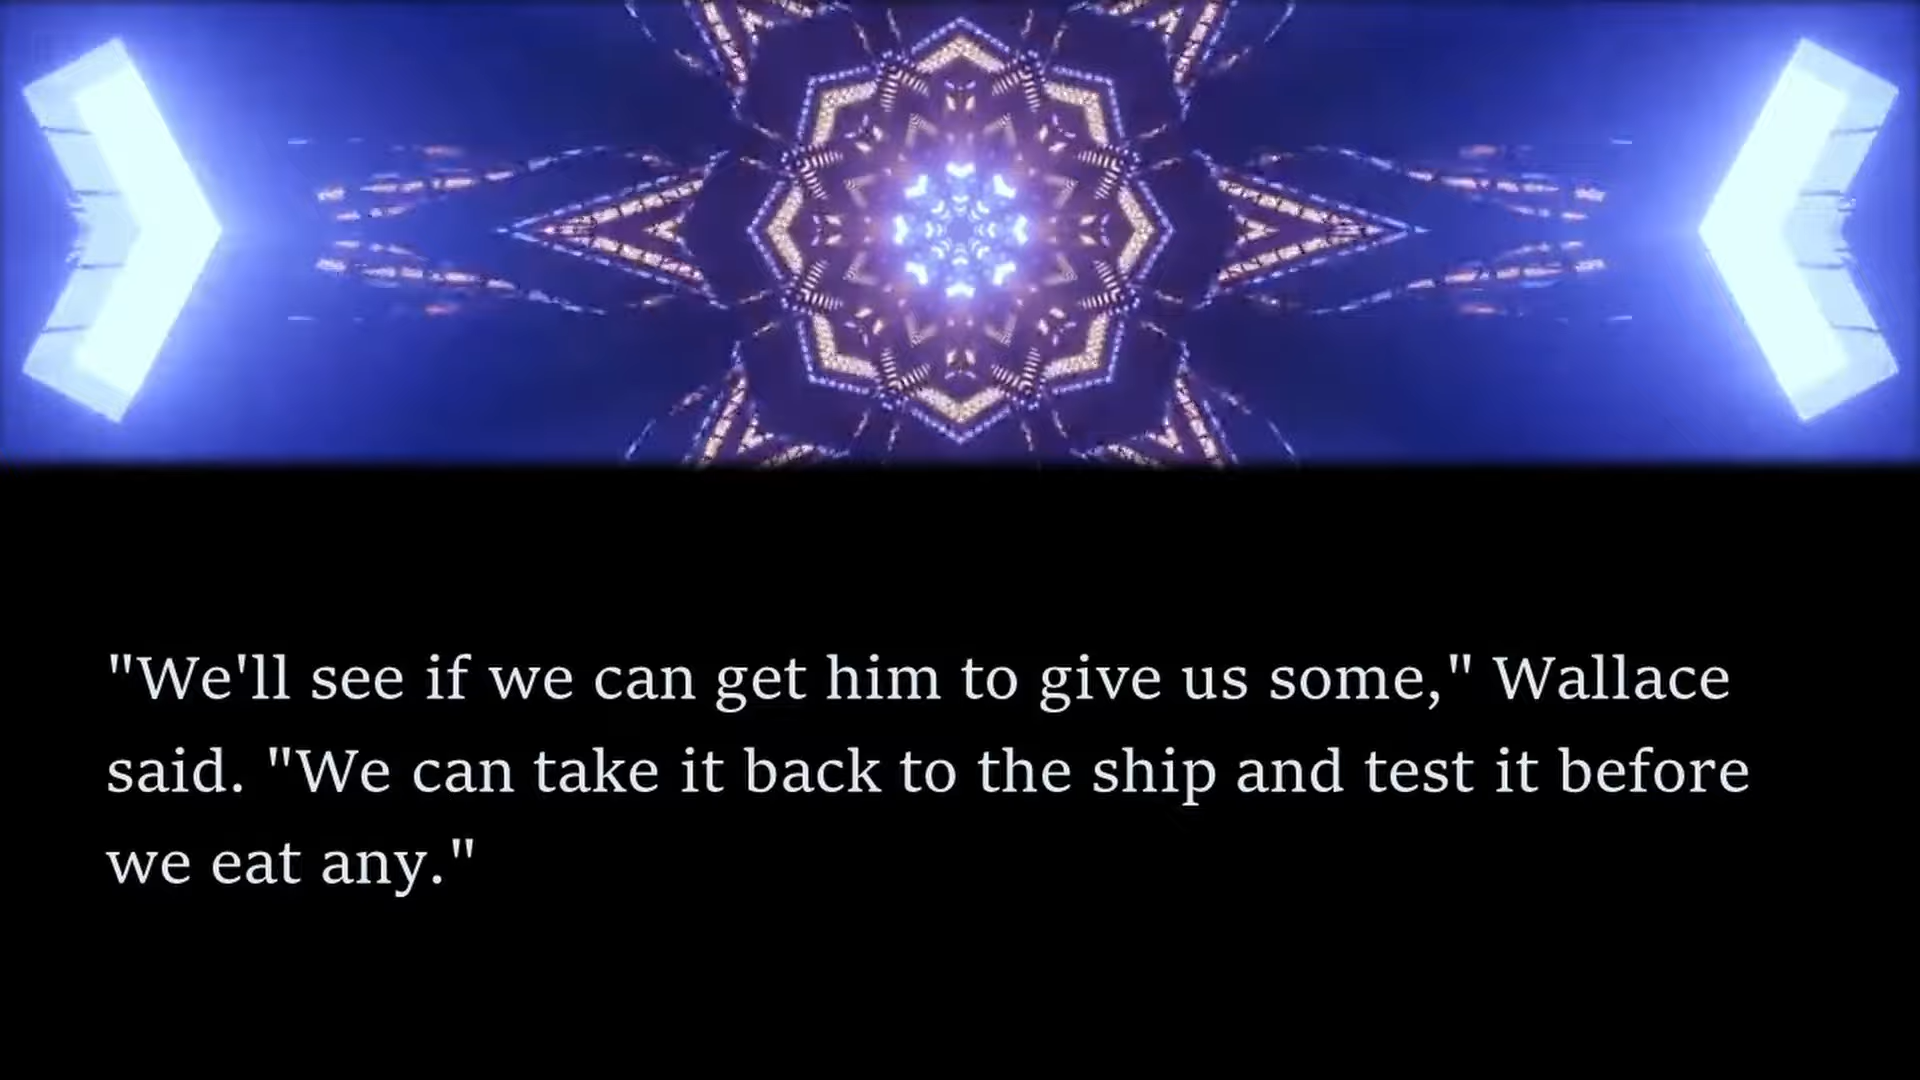 "We'll see if we can get him to give us some," Wallace
said. "We can take it back to the ship and test it before
we eat any."